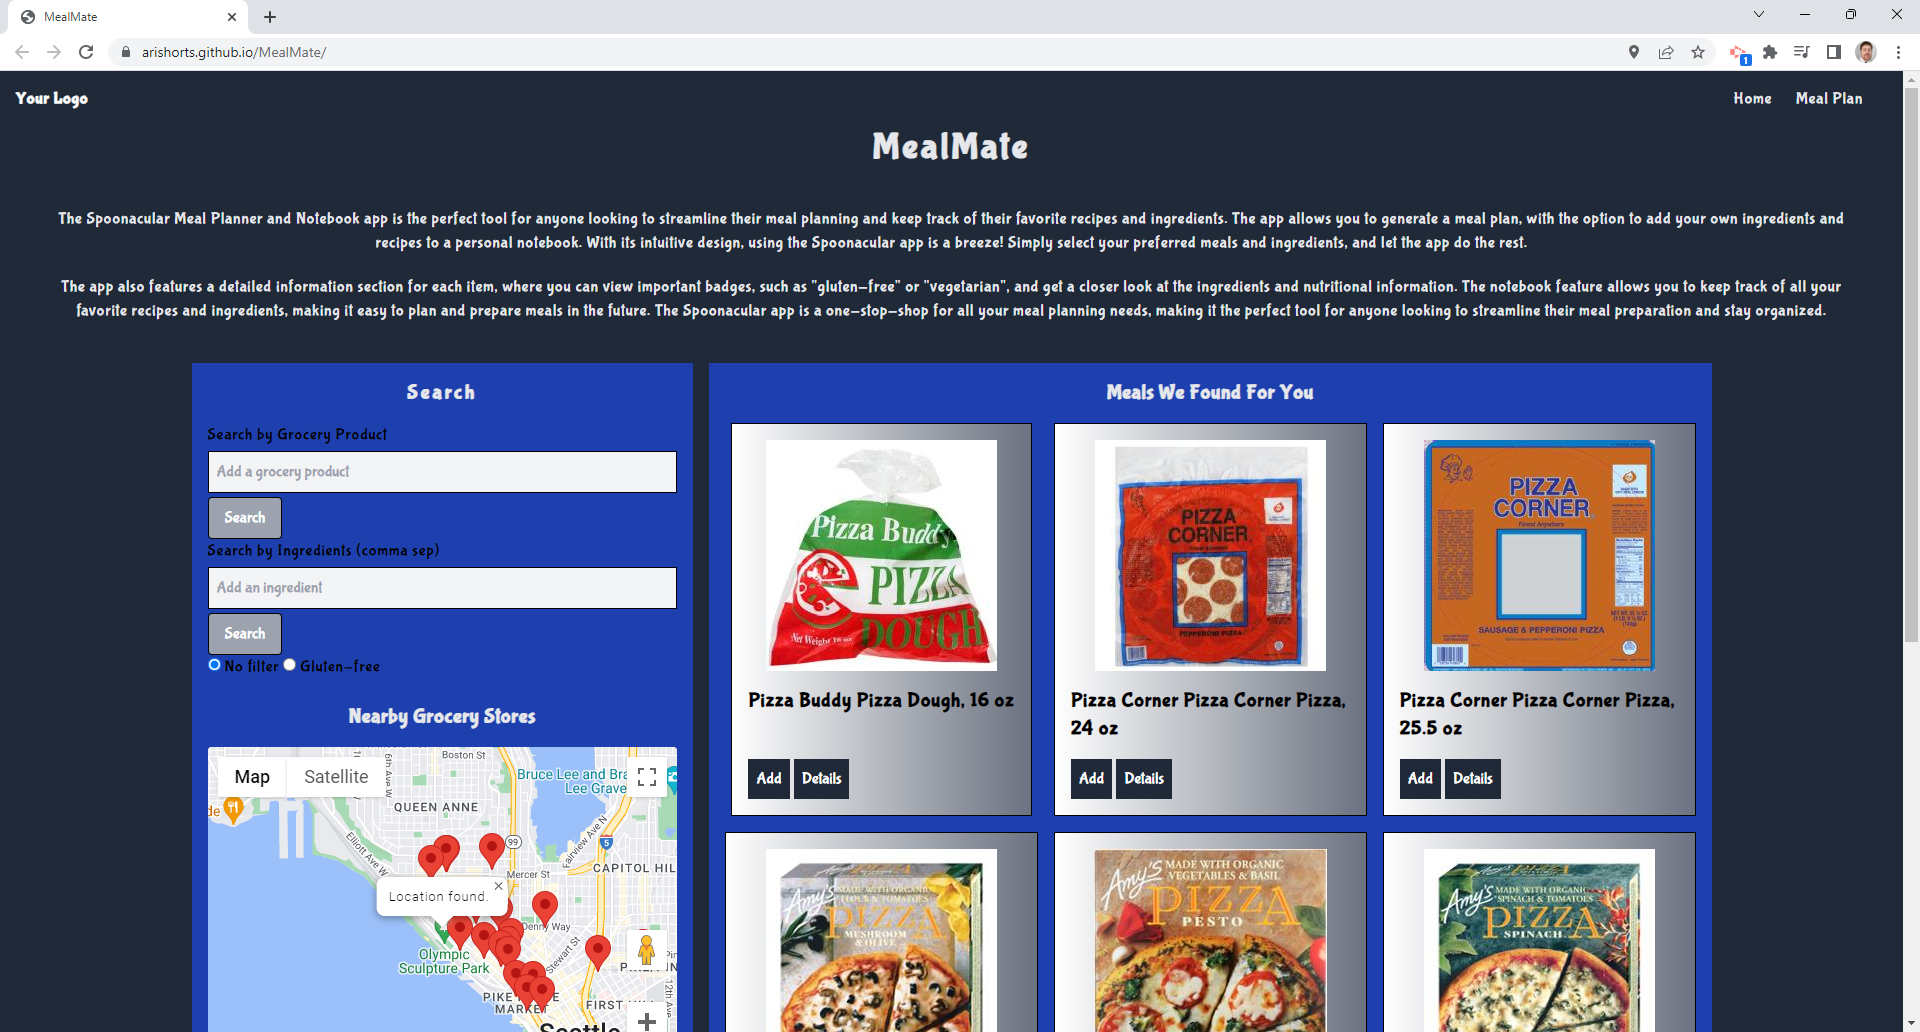 MealMate
arishorts.github.io/MealMate/
1
Your Logo
Home
Meal Plan
MealMate
The Spoonacular Meal Planner and Notebook app is the perfect tool for anyone looking to streamline their meal planning and keep track of their favorite recipes and ingredients. The app allows you to generate a meal plan, with the option to add your own ingredients and
recipes to a personal notebook. With its intuitive design, using the Spoonacular app is a breeze! Simply select your preferred meals and ingredients, and let the app do the rest.
The app also features a detailed information section for each item, where you can view important badges, such as "gluten-free" or "vegetarian", and get a closer look at the ingredients and nutritional information. The notebook feature allows you to keep track of all your
favorite recipes and ingredients, making it easy to plan and prepare meals in the future. The Spoonacular app is a one-stop-shop for all your meal planning needs, making it the perfect tool for anyone looking to streamline their meal preparation and stay organized.
Search
Search by Grocery Product
Add a grocery product
Search
Search by Ingredients (comma sep)
Add an ingredient
Search
No filter
Gluten-free
Nearby Grocery Stores
Map
Satellite
Boston St
6th Ave W
Bruce Lee and Bra
Lee Grave
QUEEN ANNE
de
99
5
Elliott Ave W
Fairview Ave N
CAPITOL HIL
Mercer St
Location found.
Denny Way
Stewart St
Olympic
Sculpture Park
PIKE
MARKET
FIRST
12th Ave
Seattle
Meals We Found For You
Pizza Buddy
PIZZA
DOUGH
Net Weight 16 oz
Pizza Buddy Pizza Dough, 16 oz
Add
Details
PIZZA
CORNER
PEPPERONI PIZZA
Pizza Corner Pizza Corner Pizza,
24 oz
Add
Details
PIZZA
CORNER
Finest Anywhere
SAUSAGE & PEPPERONI PIZZA
Pizza Corner Pizza Corner Pizza,
25.5 oz
Add
Details
Amy's
MADE WITH ORGANIC
FLOUR & TOMATOES
PIZZA
MUSHROOM
& OLIVE
Amy's
MADE WITH ORGANIC
VEGETABLES & BASIL
PIZZA
PESTO
Amy's
MADE WITH ORGANIC
SPINACH & TOMATOES
PIZZA
SPINACH